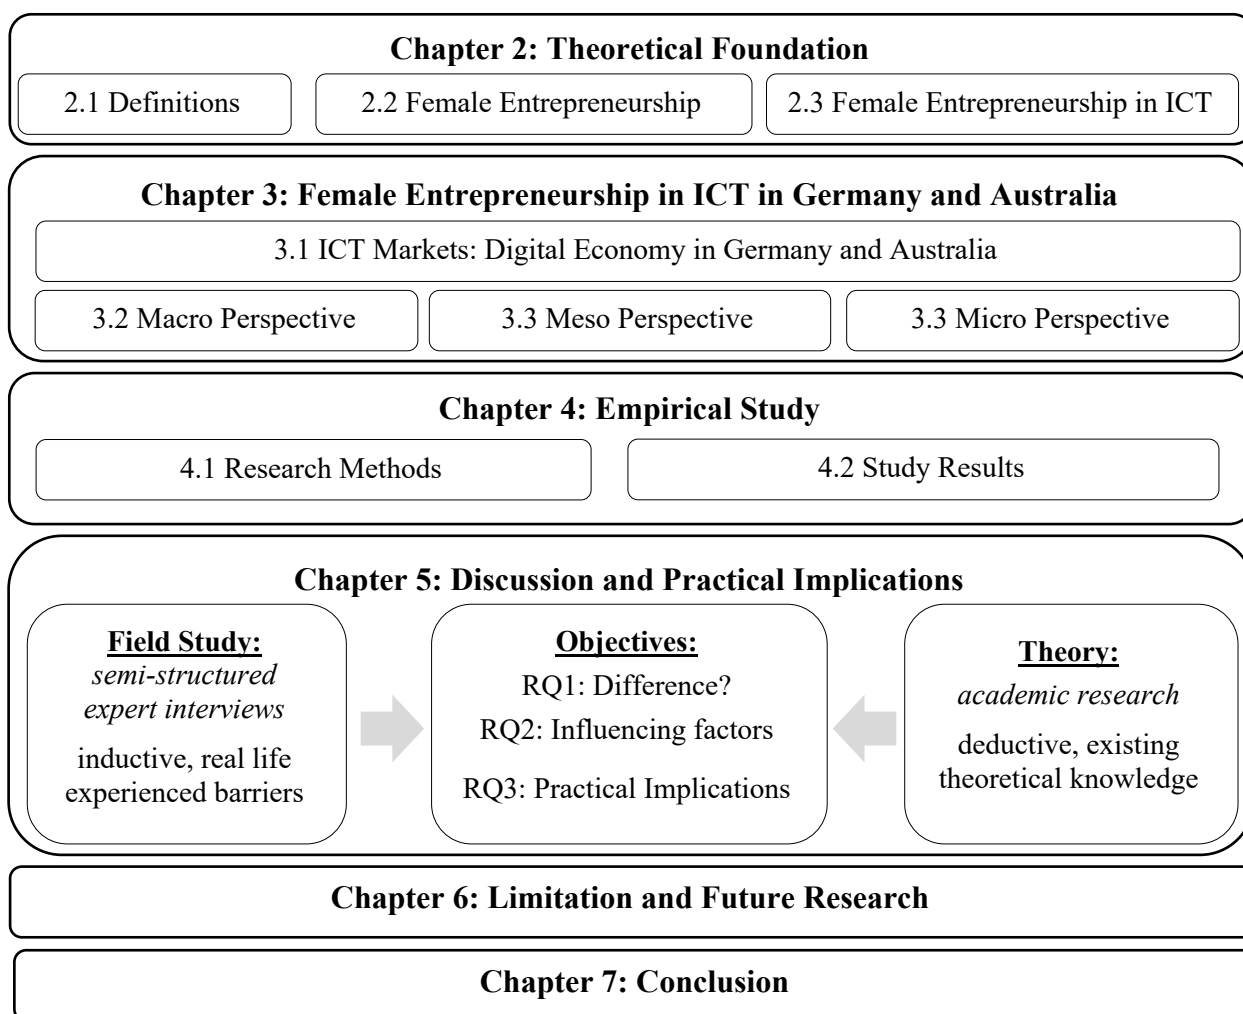 Chapter 2: Theoretical Foundation
2.1 Definitions
2.2 Female Entrepreneurship
2.3 Female Entrepreneurship in ICT
Chapter 3: Female Entrepreneurship in ICT in Germany and Australia
3.1 ICT Markets: Digital Economy in Germany and Australia
3.2 Macro Perspective
3.3 Meso Perspective
3.3 Micro Perspective
Chapter 4: Empirical Study
4.1 Research Methods
4.2 Study Results
Chapter 5: Discussion and Practical Implications
Field Study:
semi-structured
expert interviews
inductive, real life
experienced barriers
Objectives:
RQ1: Difference?
RQ2: Influencing factors
RQ3: Practical Implications
Theory:
academic research
deductive, existing
theoretical knowledge
Chapter 6: Limitation and Future Research
Chapter 7: Conclusion